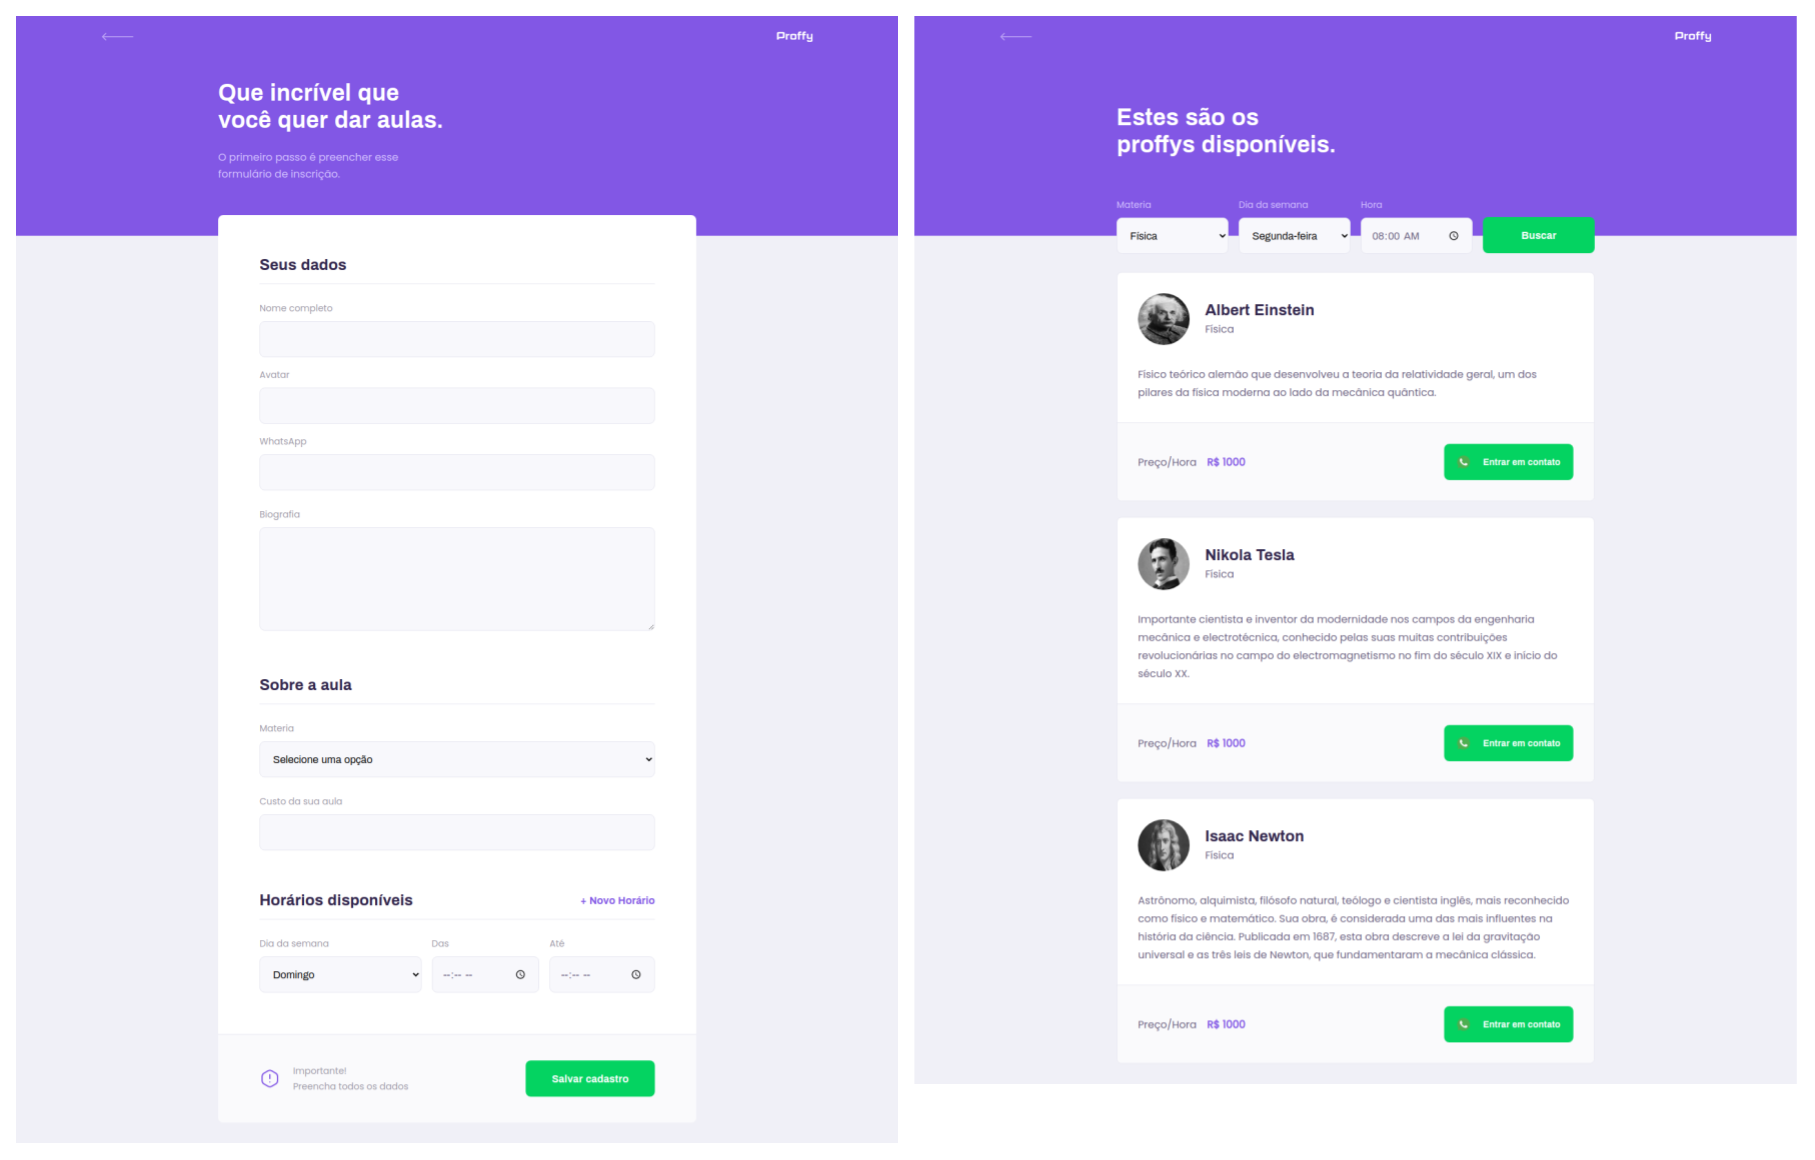 Proffy
Que incrível que
você quer dar aulas.
O primeiro passo é preencher esse
formulário de inscrição.
Seus dados
Nome completo
Avatar
WhatsApp
Biografia
Sobre a aula
Materia
Selecione uma opção
Custo da sua aula
Horários disponíveis
+ Novo Horário
Dia da semana Das Até
Domingo --:-- -- --:-- --
Importante!
Preencha todos os dados
Salvar cadastro
Proffy
Estes são os
proffys disponíveis.
Materia Dia da semana Hora
Física Segunda-feira 08:00 AM Buscar
Albert Einstein
Física
Físico teórico alemão que desenvolveu a teoria da relatividade geral, um dos
pilares da física moderna ao lado da mecânica quântica.
Preço/Hora R$ 1000 Entrar em contato
Nikola Tesla
Física
Importante cientista e inventor da modernidade nos campos da engenharia
mecânica e electrotécnica, conhecido pelas suas muitas contribuições
revolucionárias no campo do electromagnetismo no fim do século XIX e início do
século XX.
Preço/Hora R$ 1000 Entrar em contato
Isaac Newton
Física
Astrônomo, alquimista, filósofo natural, teólogo e cientista inglês, mais reconhecido
como físico e matemático. Sua obra, é considerada uma das mais influentes na
história da ciência. Publicada em 1687, esta obra descreve a lei da gravitação
universal e as três leis de Newton, que fundamentaram a mecânica clássica.
Preço/Hora R$ 1000 Entrar em contato